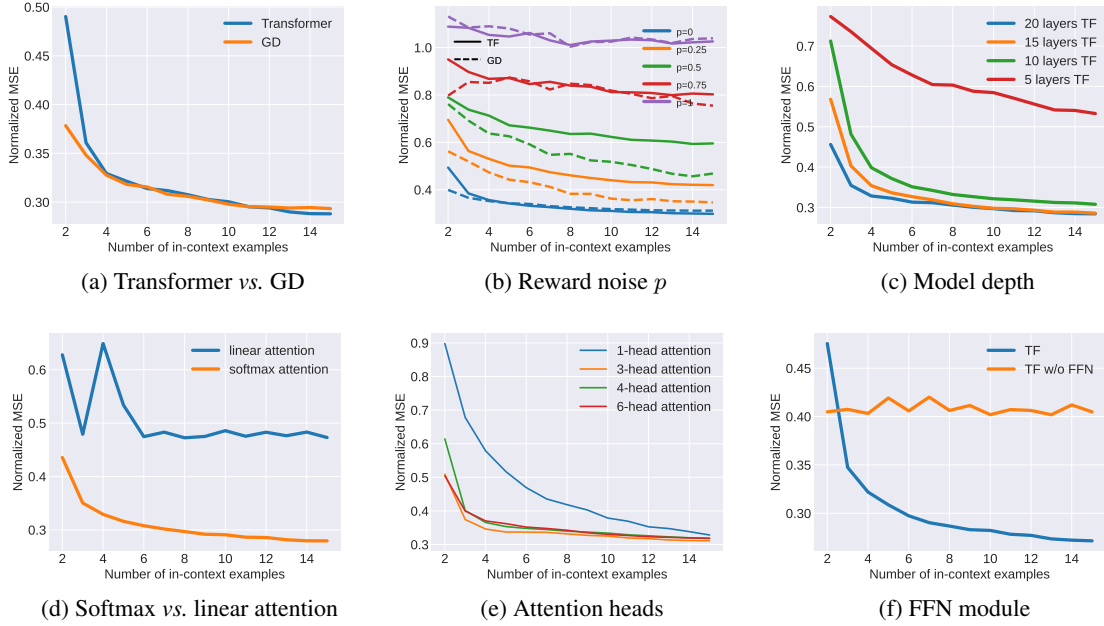 0.50
0.45
0.40
0.35
0.30
Normalized MSE
Transformer
GD
2 4 6 8 10 12 14
Number of in-context examples
(a) Transformer vs. GD
1.0
0.8
0.6
0.4
Normalized MSE
TF
GD
p=0
p=0.25
p=0.5
p=0.75
p=1
2 4 6 8 10 12 14
Number of in-context examples
(b) Reward noise p
0.7
0.6
0.5
0.4
0.3
Normalized MSE
20 layers TF
15 layers TF
10 layers TF
5 layers TF
2 4 6 8 10 12 14
Number of in-context examples
(c) Model depth
0.6
0.5
0.4
0.3
Normalized MSE
linear attention
softmax attention
2 4 6 8 10 12 14
Number of in-context examples
(d) Softmax vs. linear attention
0.9
0.8
0.7
0.6
0.5
0.4
0.3
Normalized MSE
1-head attention
3-head attention
4-head attention
6-head attention
2 4 6 8 10 12 14
Number of in-context examples
(e) Attention heads
0.45
0.40
0.35
0.30
Normalized MSE
TF
TF w/o FFN
2 4 6 8 10 12 14
Number of in-context examples
(f) FFN module